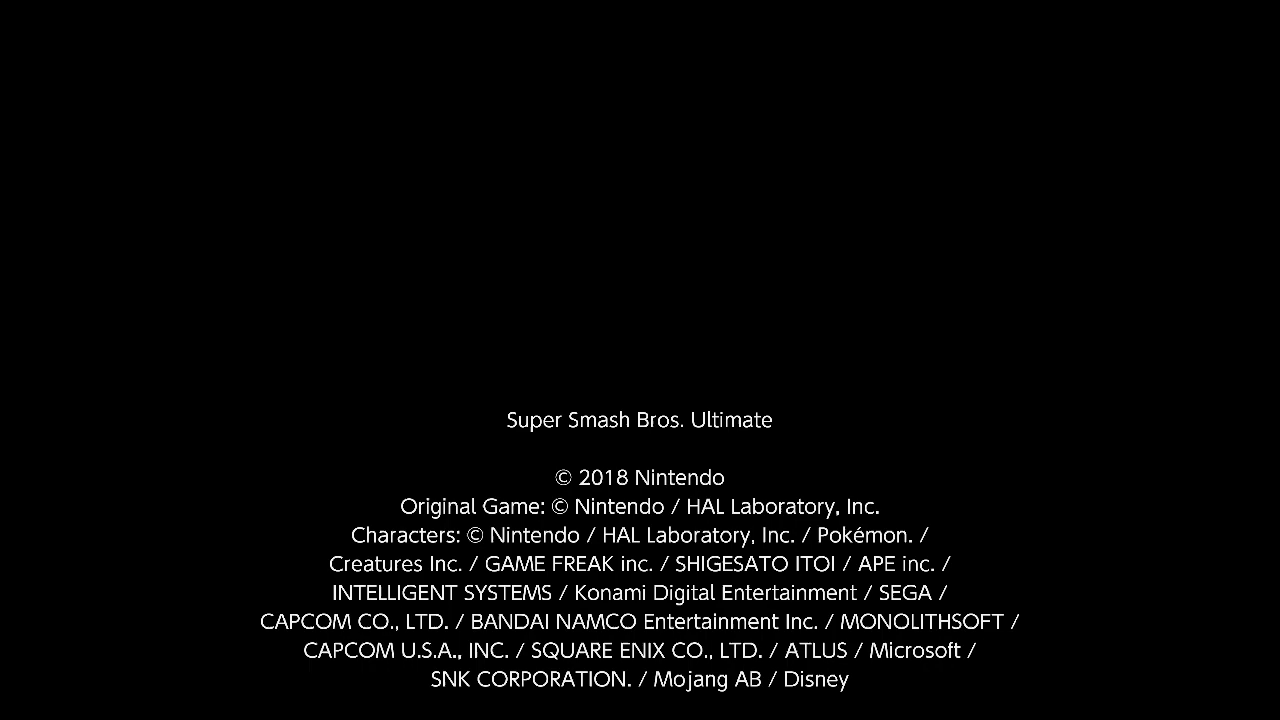 Super Smash Bros. Ultimate
© 2018 Nintendo
Original Game: © Nintendo / HAL Laboratory, Inc.
Characters: © Nintendo / HAL Laboratory, Inc. / Pokémon. /
Creatures Inc. / GAME FREAK inc. / SHIGESATO ITOI / APE inc. /
INTELLIGENT SYSTEMS / Konami Digital Entertainment / SEGA /
CAPCOM CO., LTD. / BANDAI NAMCO Entertainment Inc. / MONOLITHSOFT /
CAPCOM U.S.A., INC. / SQUARE ENIX CO., LTD. / ATLUS / Microsoft /
SNK CORPORATION. / Mojang AB / Disney